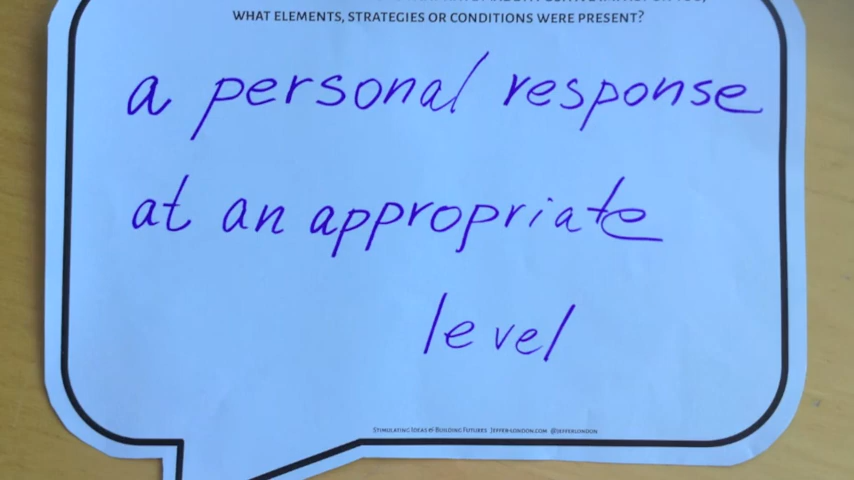 WHAT ELEMENTS, STRATEGIES OR CONDITIONS WERE PRESENT?
a personal response
at an appropriate
level
STIMULATING IDEAS & BUILDING FUTURES JEFFER-LONDON.COM @JEFFERLONDON